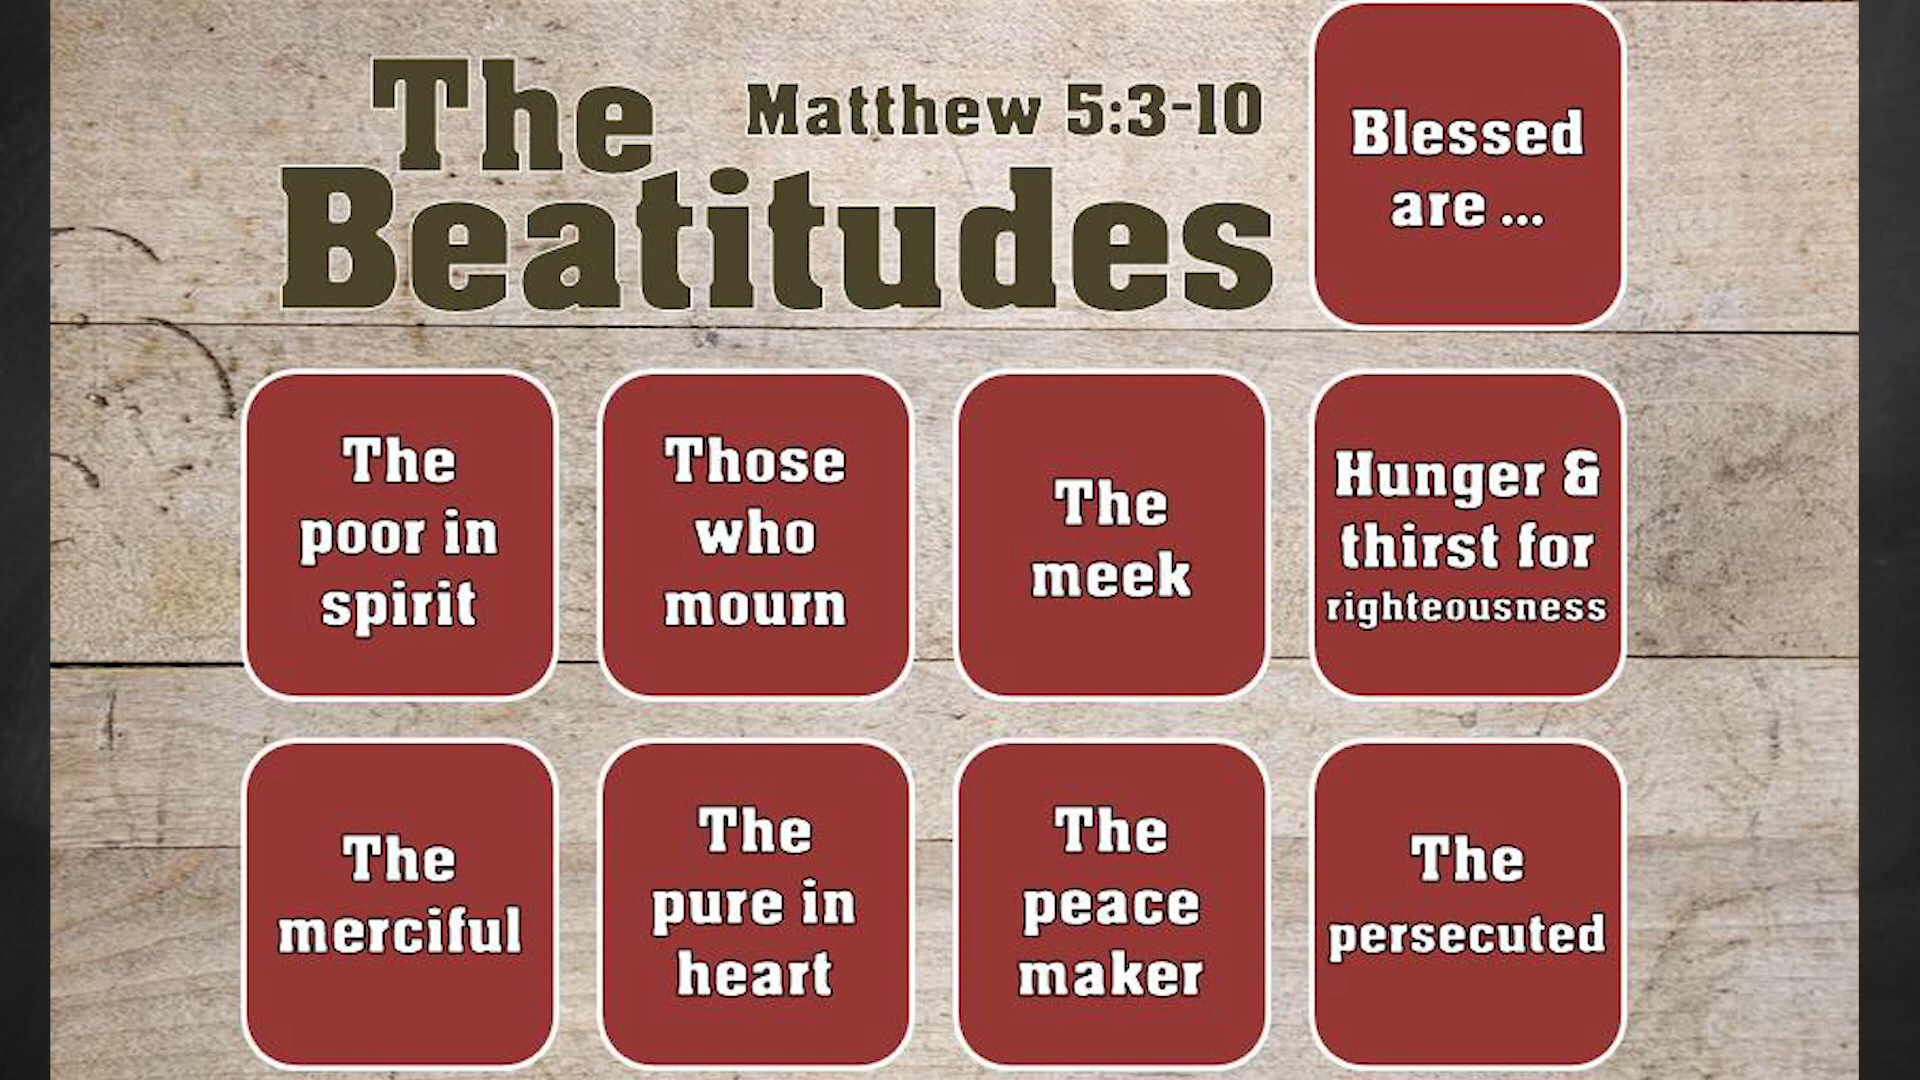 The
Beatitudes
Matthew 5:3-10
Blessed
are ...
The
poor in
spirit
Those
who
mourn
The
meek
Hunger &
thirst for
righteousness
The
merciful
The
pure in
heart
The
peace
maker
The
persecuted